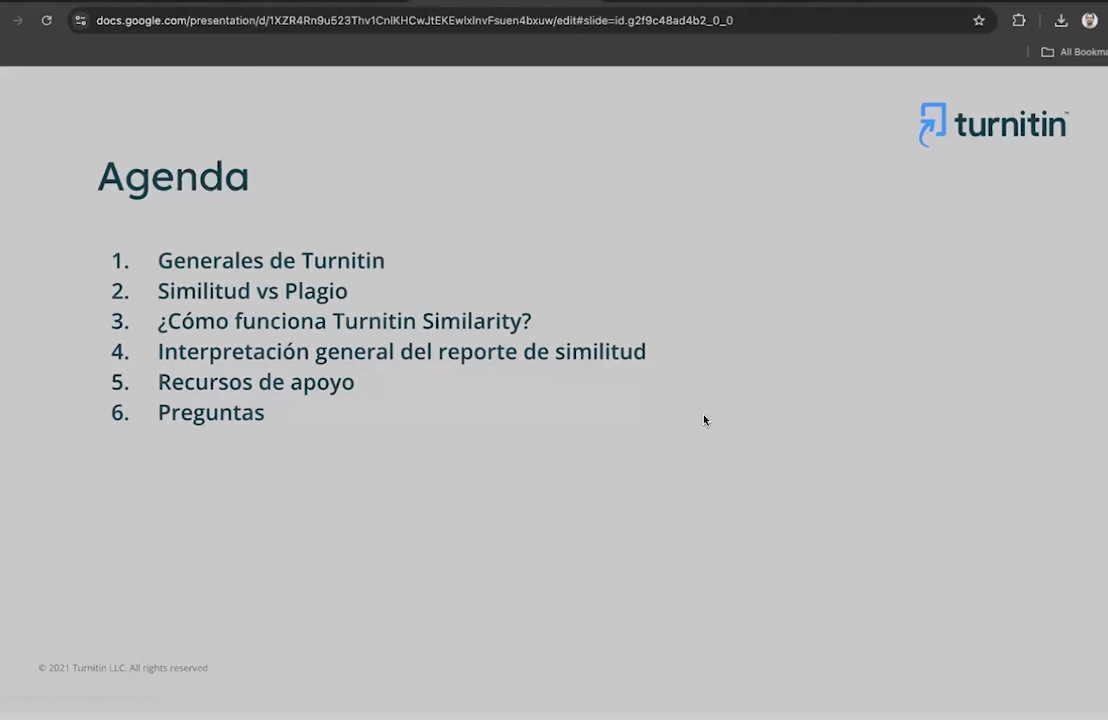 docs.google.com/presentation/d/1XZR4Rn9u523Thv1CnlKHCwJtEKEwlxlnvFsuen4bxuw/edit#slide=id.g2f9c48ad4b2_0_0
All Bookma
turnitin™
Agenda
1. Generales de Turnitin
2. Similitud vs Plagio
3. ¿Cómo funciona Turnitin Similarity?
4. Interpretación general del reporte de similitud
5. Recursos de apoyo
6. Preguntas
© 2021 Turnitin LLC. All rights reserved.